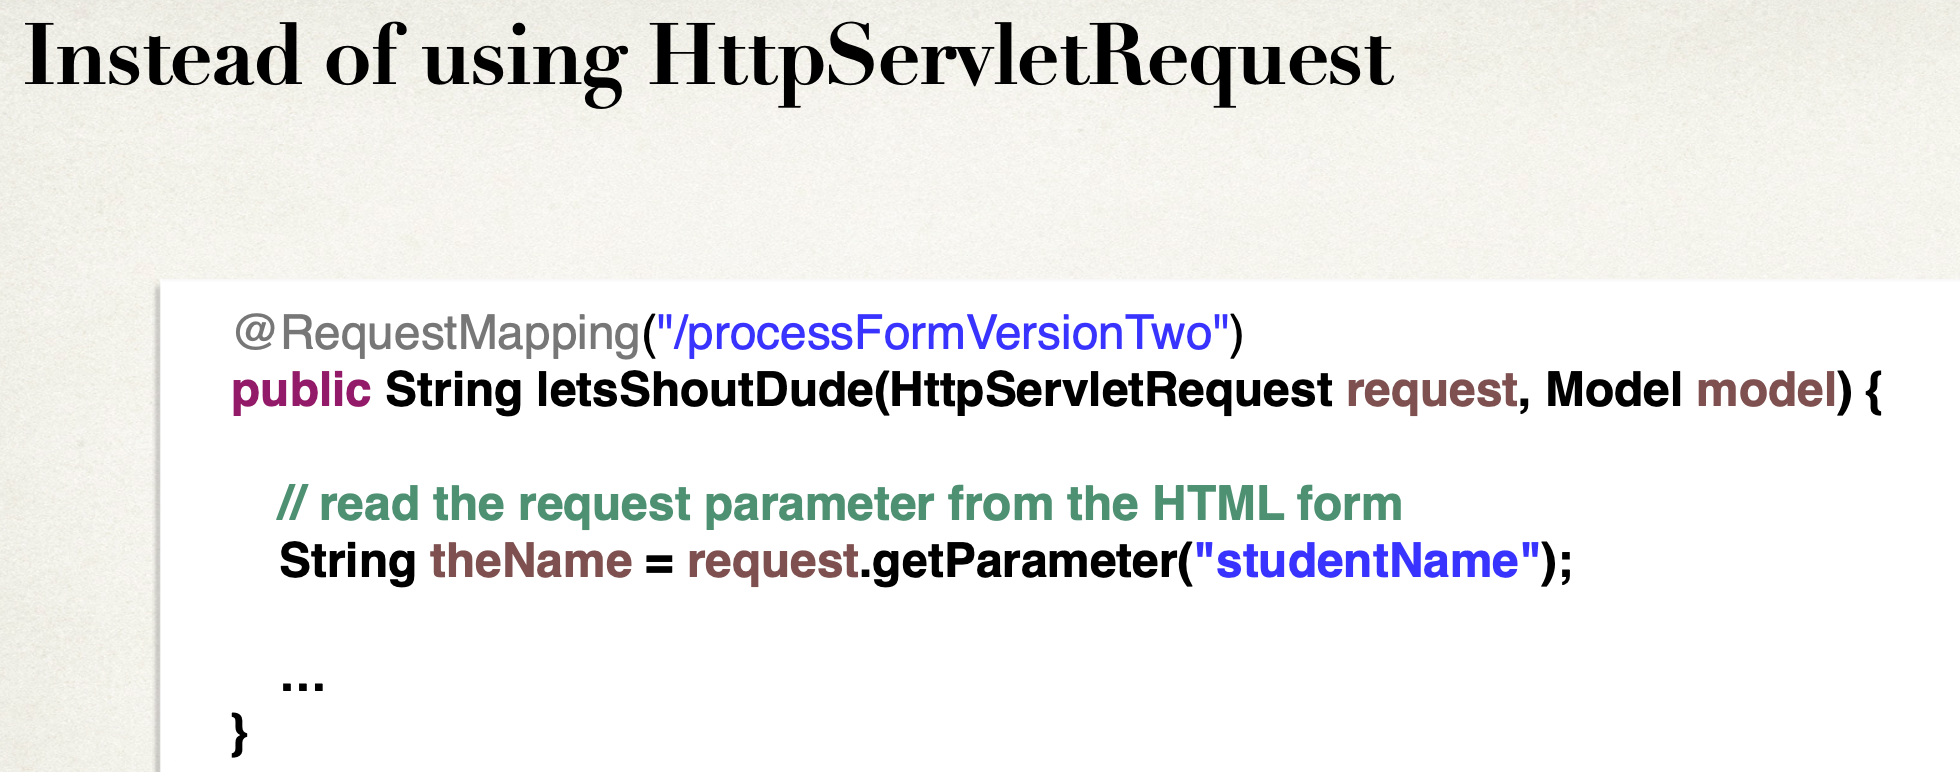 Instead of using HttpServletRequest
@RequestMapping("/processFormVersionTwo")
public String letsShoutDude(HttpServletRequest request, Model model) {
// read the request parameter from the HTML form
String theName = request.getParameter("studentName");
...
}